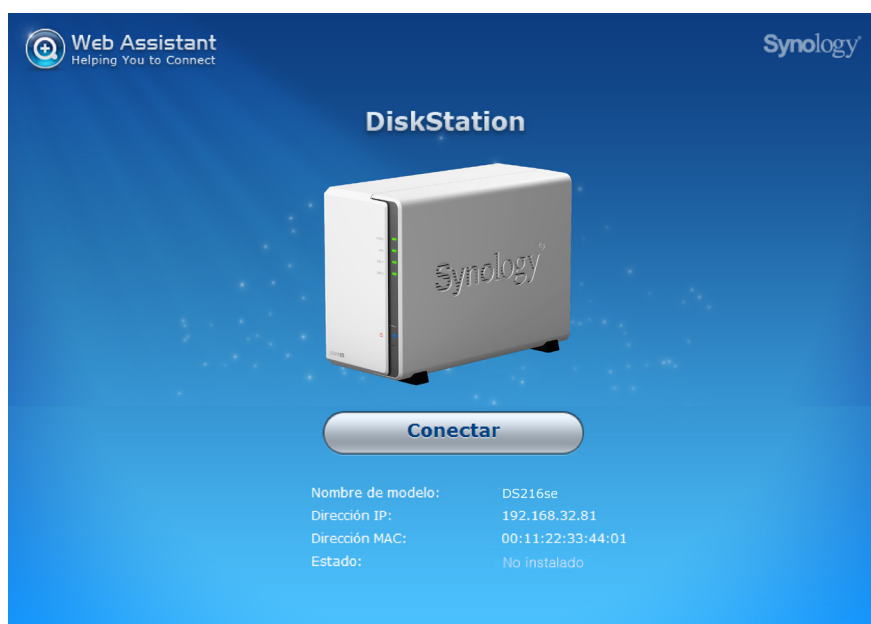 Web Assistant
Helping You to Connect
Synology
DiskStation
Synology
Conectar
Nombre de modelo: DS216se
Dirección IP: 192.168.32.81
Dirección MAC: 00:11:22:33:44:01
Estado: No instalado